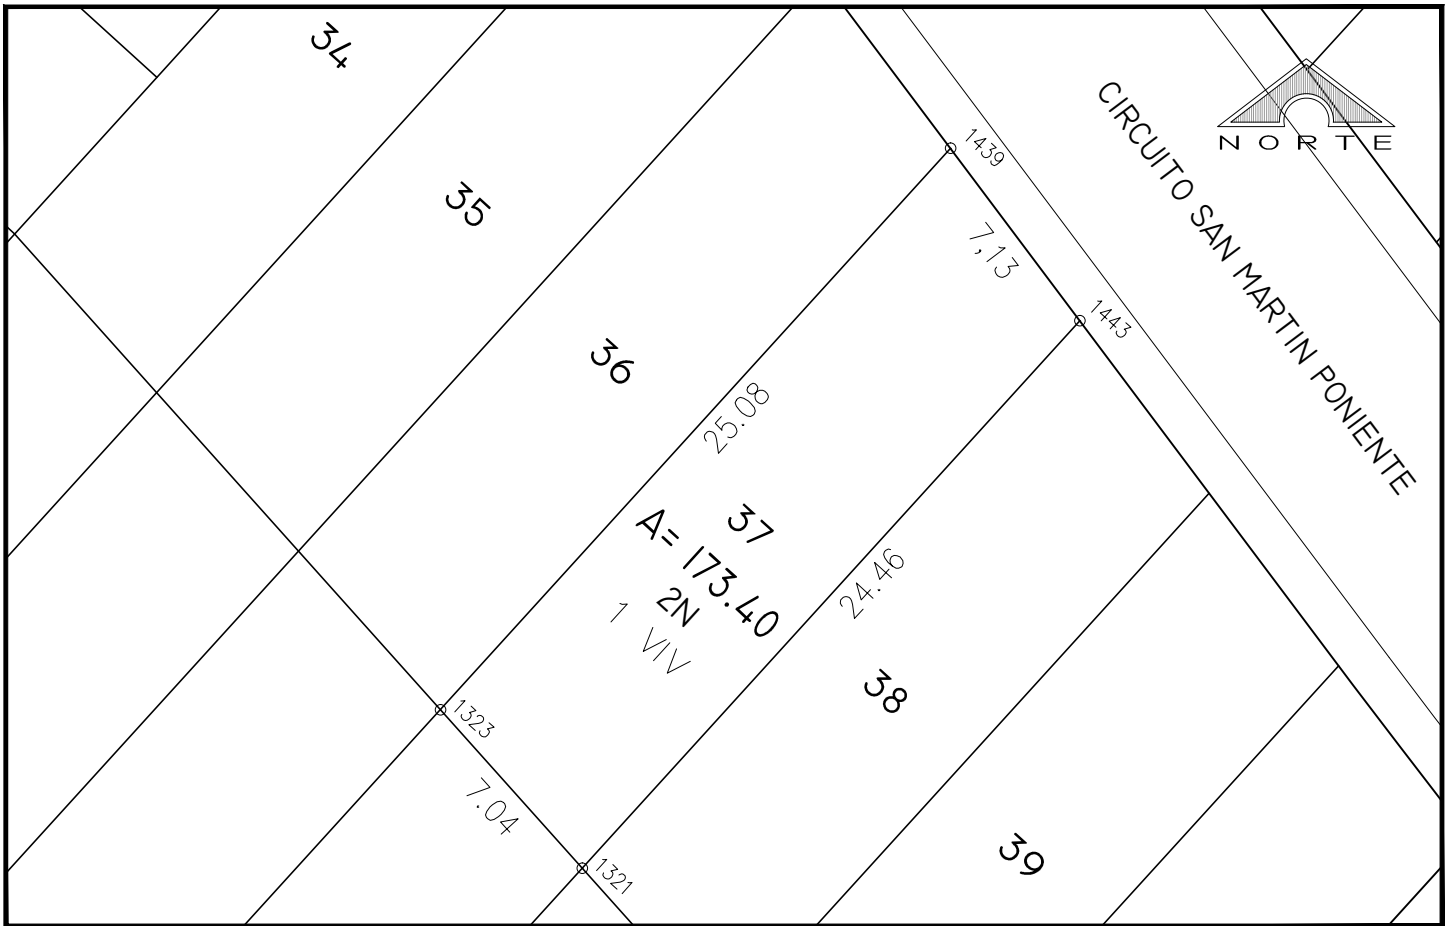 34
NORTE
CIRCUITO SAN MARTIN PONIENTE
1439
35
7,13
1443
36
25.08
37
A= 173.40
2N
1 VIV
24.46
38
1323
7.04
39
1321